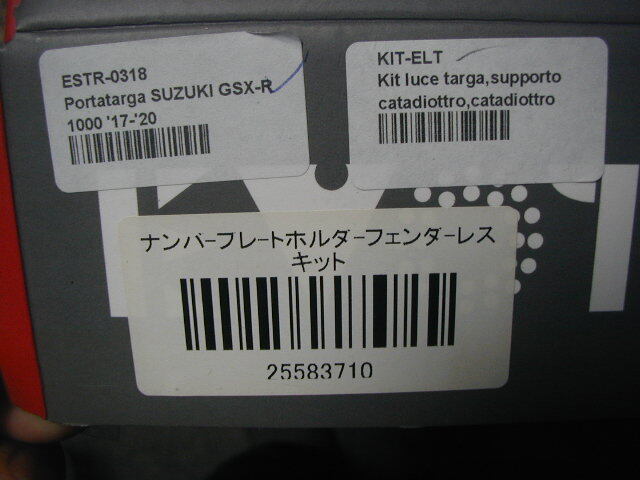 ESTR-0318
Portatarga SUZUKI GSX-R
1000 '17-'20
KIT-ELT
Kit luce targa,supporto
catadiottro,catadiottro
ナンバープレートホルダーフェンダーレス
キット
25583710